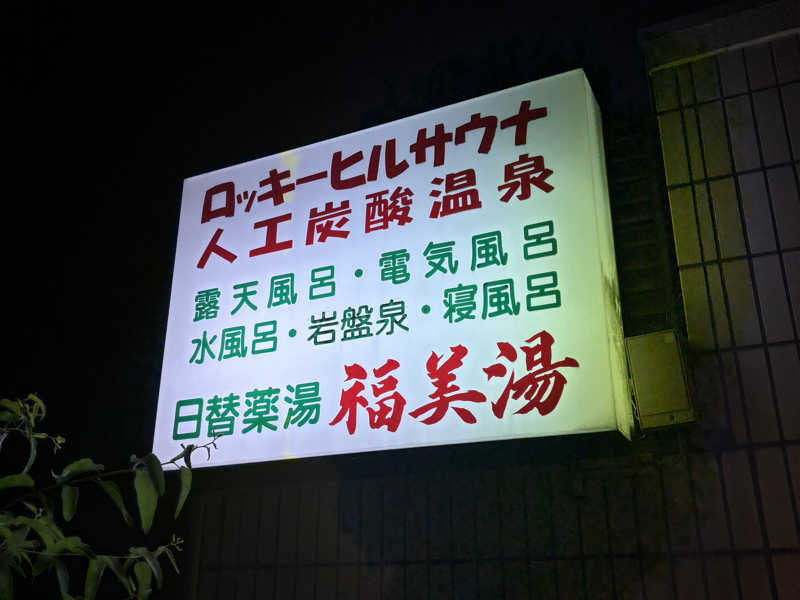 ロッキーヒルサウナ
人工炭酸温泉
露天風呂・電気風呂
水風呂・岩盤泉・寝風呂
日替薬湯 福美湯